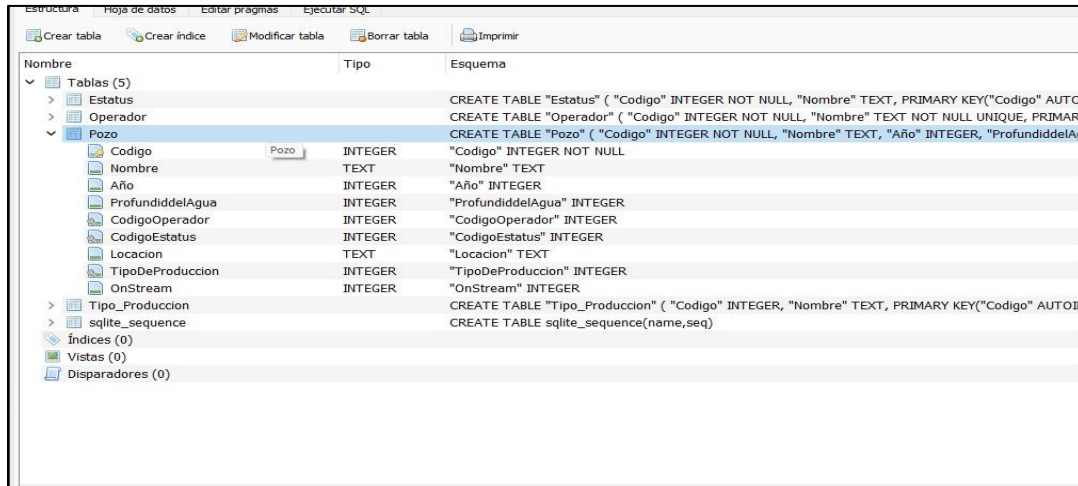 Estructura Hoja de datos Editar pragmas Ejecutar SQL
Crear tabla Crear índice Modificar tabla Borrar tabla Imprimir
Nombre Tipo Esquema
Tablas (5)
Estatus CREATE TABLE "Estatus" ( "Codigo" INTEGER NOT NULL, "Nombre" TEXT, PRIMARY KEY("Codigo" AUTO
Operador CREATE TABLE "Operador" ( "Codigo" INTEGER NOT NULL, "Nombre" TEXT NOT NULL UNIQUE, PRIMAR
Pozo CREATE TABLE "Pozo" ( "Codigo" INTEGER NOT NULL, "Nombre" TEXT, "Año" INTEGER, "ProfundiddelA
Codigo Pozo INTEGER "Codigo" INTEGER NOT NULL
Nombre TEXT "Nombre" TEXT
Año INTEGER "Año" INTEGER
ProfundiddelAgua INTEGER "ProfundiddelAgua" INTEGER
CodigoOperador INTEGER "CodigoOperador" INTEGER
CodigoEstatus INTEGER "CodigoEstatus" INTEGER
Locacion TEXT "Locacion" TEXT
TipoDeProduccion INTEGER "TipoDeProduccion" INTEGER
OnStream INTEGER "OnStream" INTEGER
Tipo_Produccion CREATE TABLE "Tipo_Produccion" ( "Codigo" INTEGER, "Nombre" TEXT, PRIMARY KEY("Codigo" AUTOI
sqlite_sequence CREATE TABLE sqlite_sequence(name,seq)
Índices (0)
Vistas (0)
Disparadores (0)